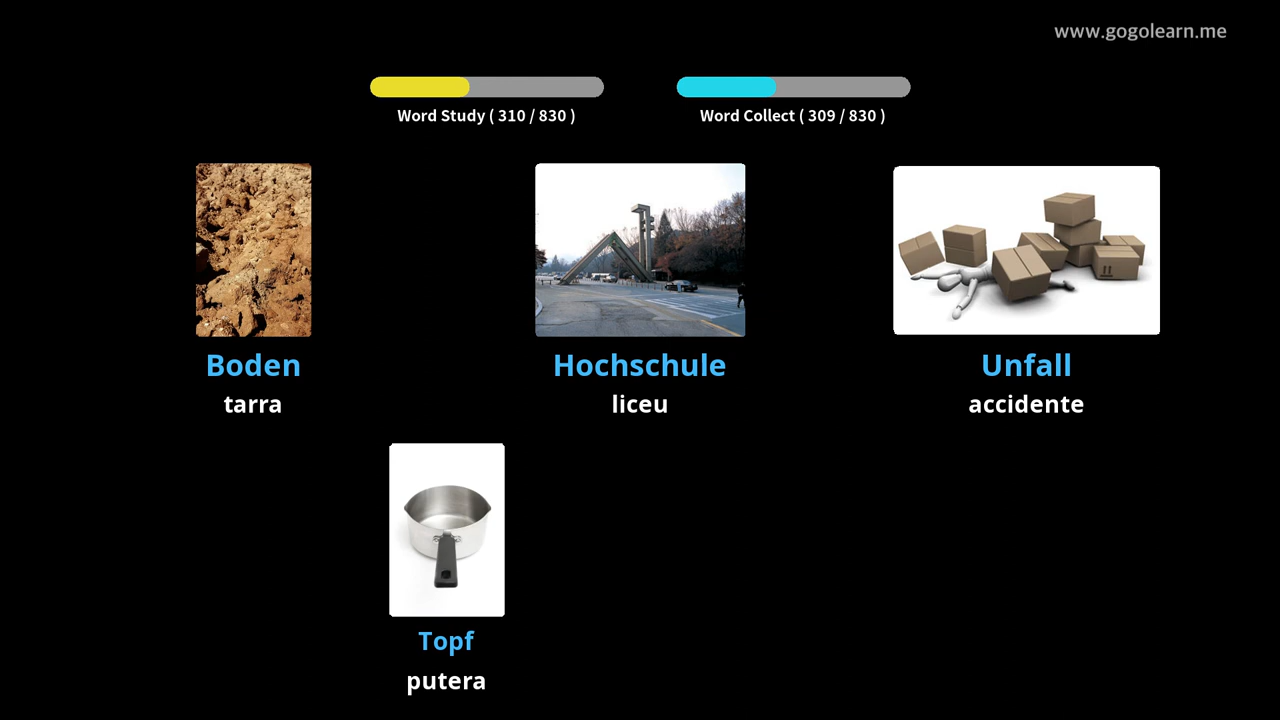 www.gogolearn.me
Word Study ( 310 / 830 )
Word Collect ( 309 / 830 )
Boden
tarra
Hochschule
liceu
Unfall
accidente
Topf
putera